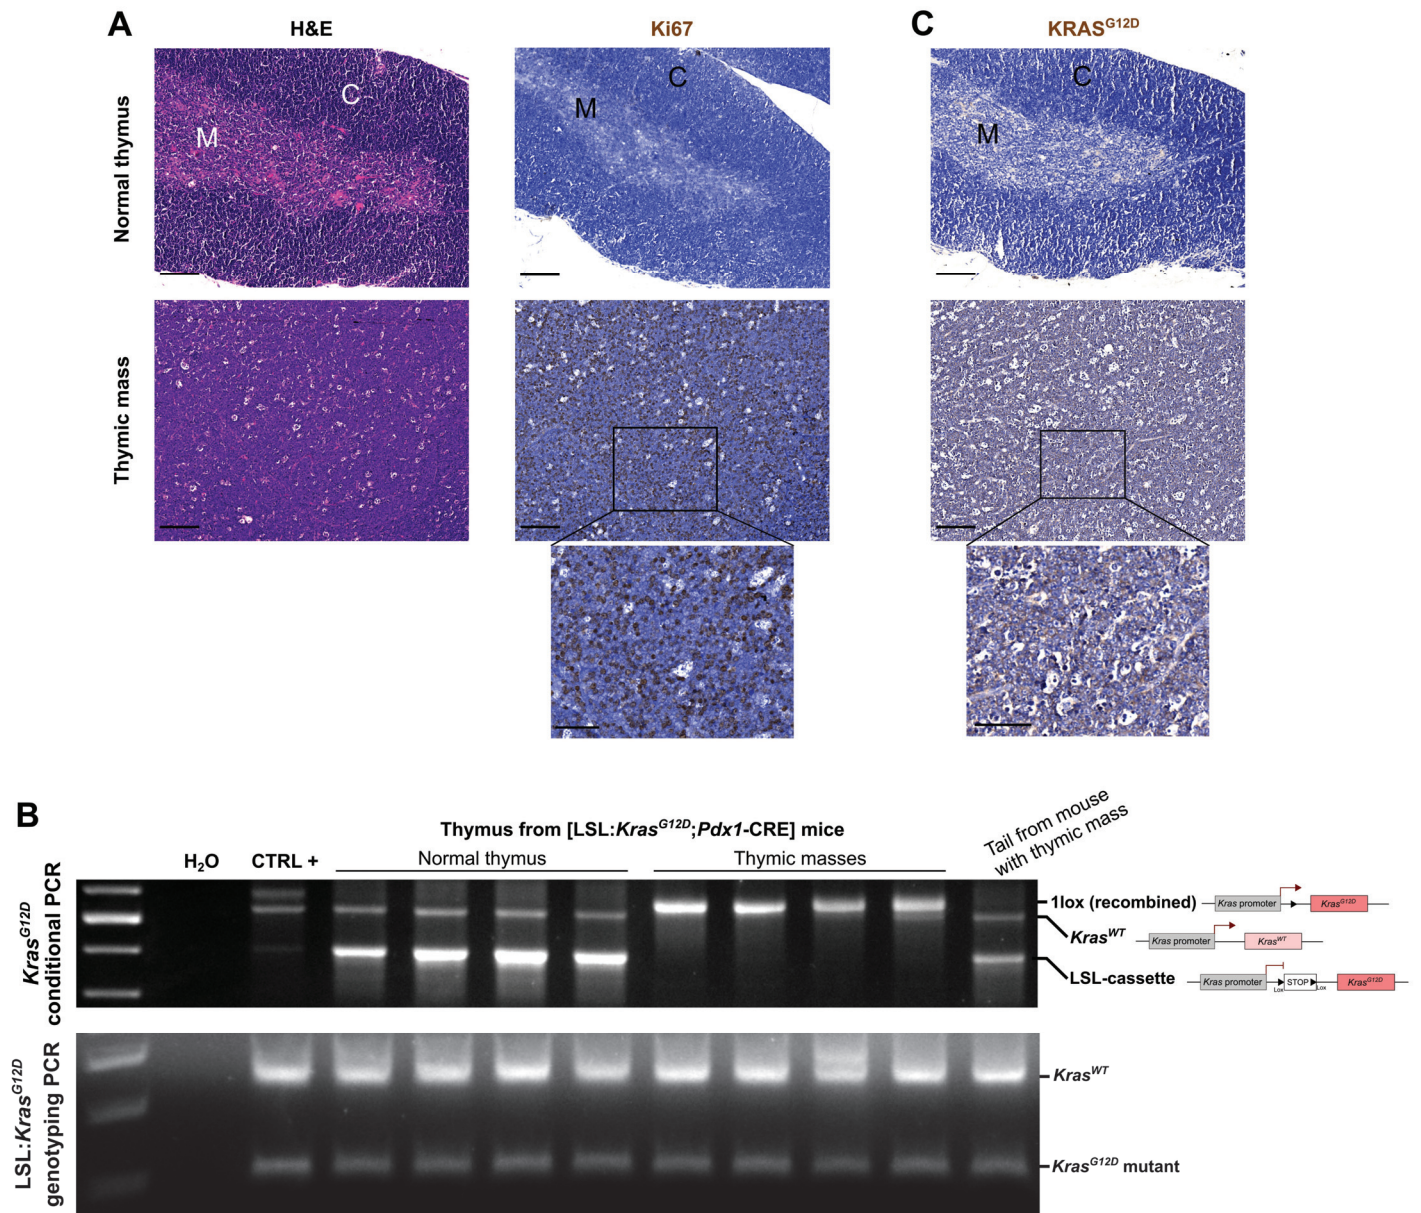 A
H&E
Ki67
C
KRASG12D
Normal thymus
M
C
M
C
M
C
Thymic mass
B
Thymus from [LSL:KrasG12D;Pdx1-CRE] mice
Tail from mouse
with thymic mass
H2O
CTRL +
Normal thymus
Thymic masses
KrasG12D
conditional PCR
1lox (recombined)
Kras promoter
KrasG12D
KrasWT
Kras promoter
KrasWT
LSL-cassette
Kras promoter
Lox
STOP
Lox
KrasG12D
LSL:KrasG12D
genotyping PCR
KrasWT
KrasG12D mutant